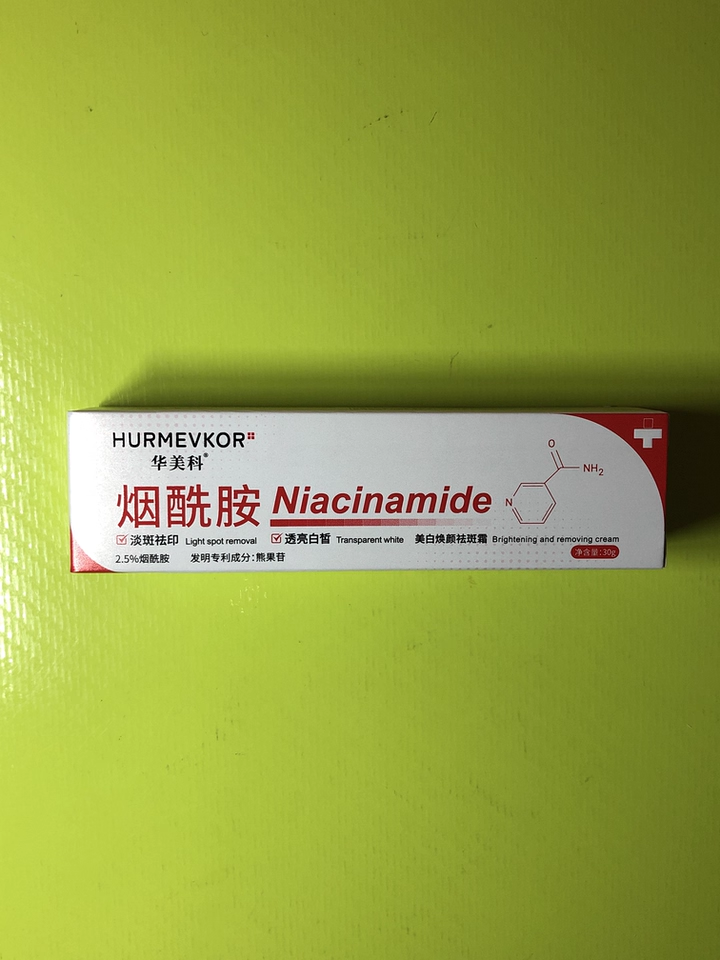 HURMEVKOR
华美科®
烟酰胺 Niacinamide
淡斑祛印 Light spot removal 透亮白皙 Transparent white 美白焕颜祛斑霜 Brightening and removing cream
2.5%烟酰胺 发明专利成分:熊果苷 净含量:30g
O
NH2
N